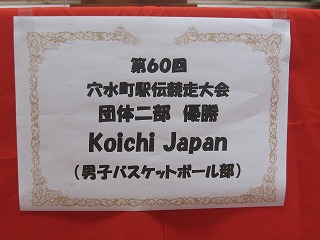 第60回
穴水町駅伝競走大会
団体二部 優勝
Koichi Japan
(男子バスケットボール部)